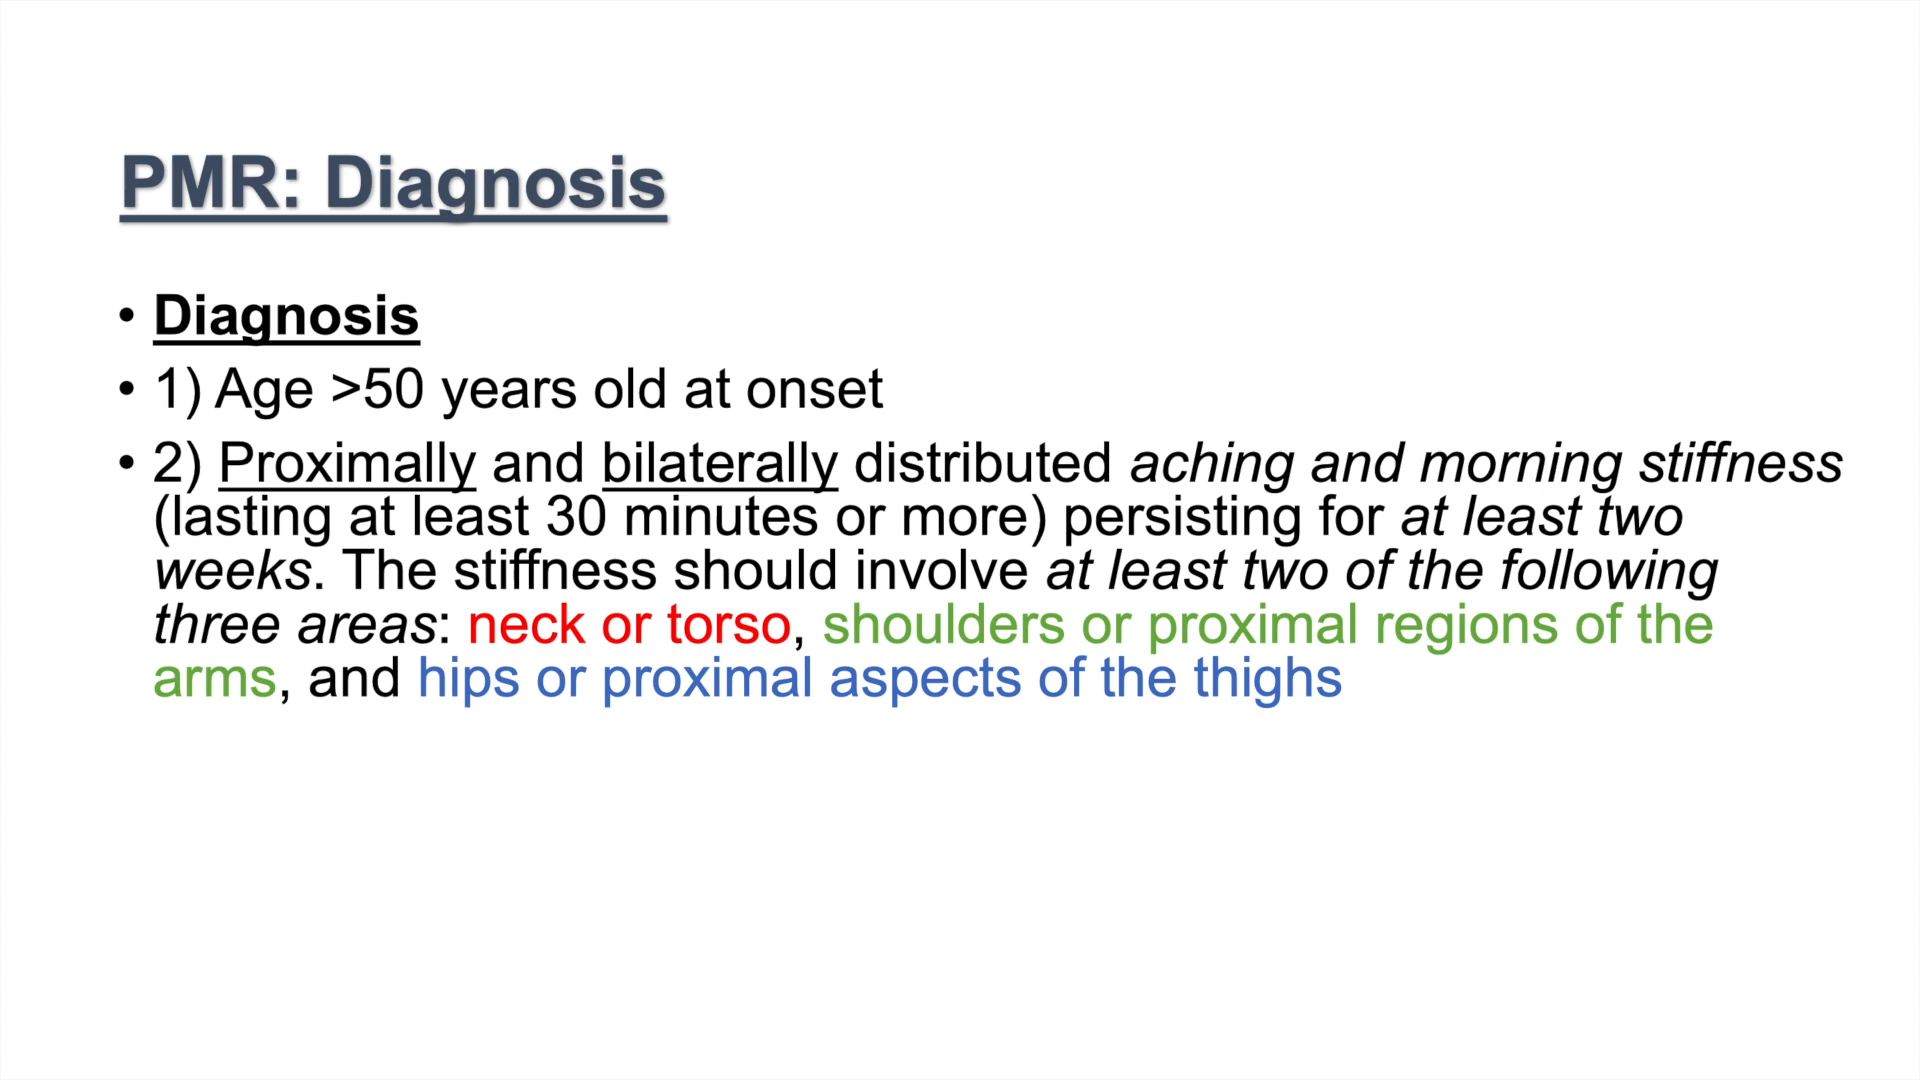 PMR: Diagnosis
• Diagnosis
• 1) Age >50 years old at onset
• 2) Proximally and bilaterally distributed aching and morning stiffness
(lasting at least 30 minutes or more) persisting for at least two
weeks. The stiffness should involve at least two of the following
three areas: neck or torso, shoulders or proximal regions of the
arms, and hips or proximal aspects of the thighs